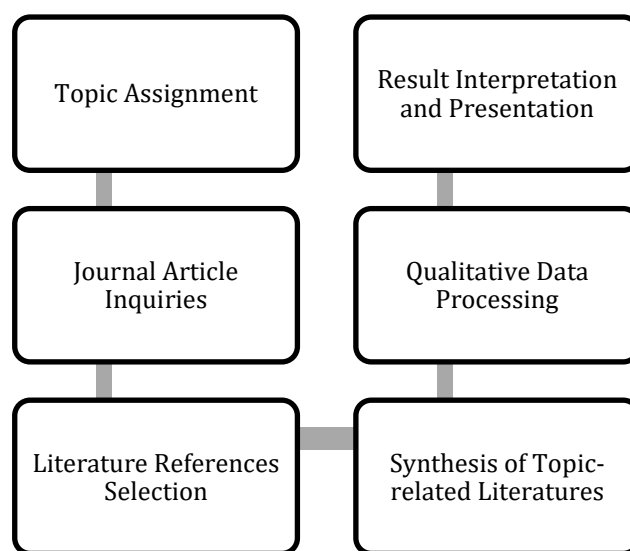 Topic Assignment
Journal Article
Inquiries
Literature References
Selection
Synthesis of Topic-
related Literatures
Qualitative Data
Processing
Result Interpretation
and Presentation